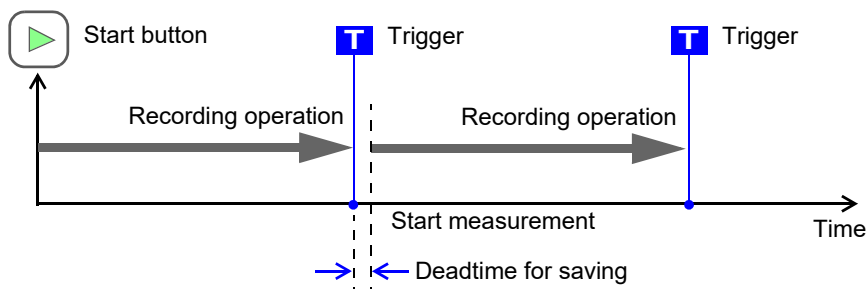 Start button
T
Trigger
T
Trigger
Recording operation
Recording operation
Start measurement
Time
Deadtime for saving